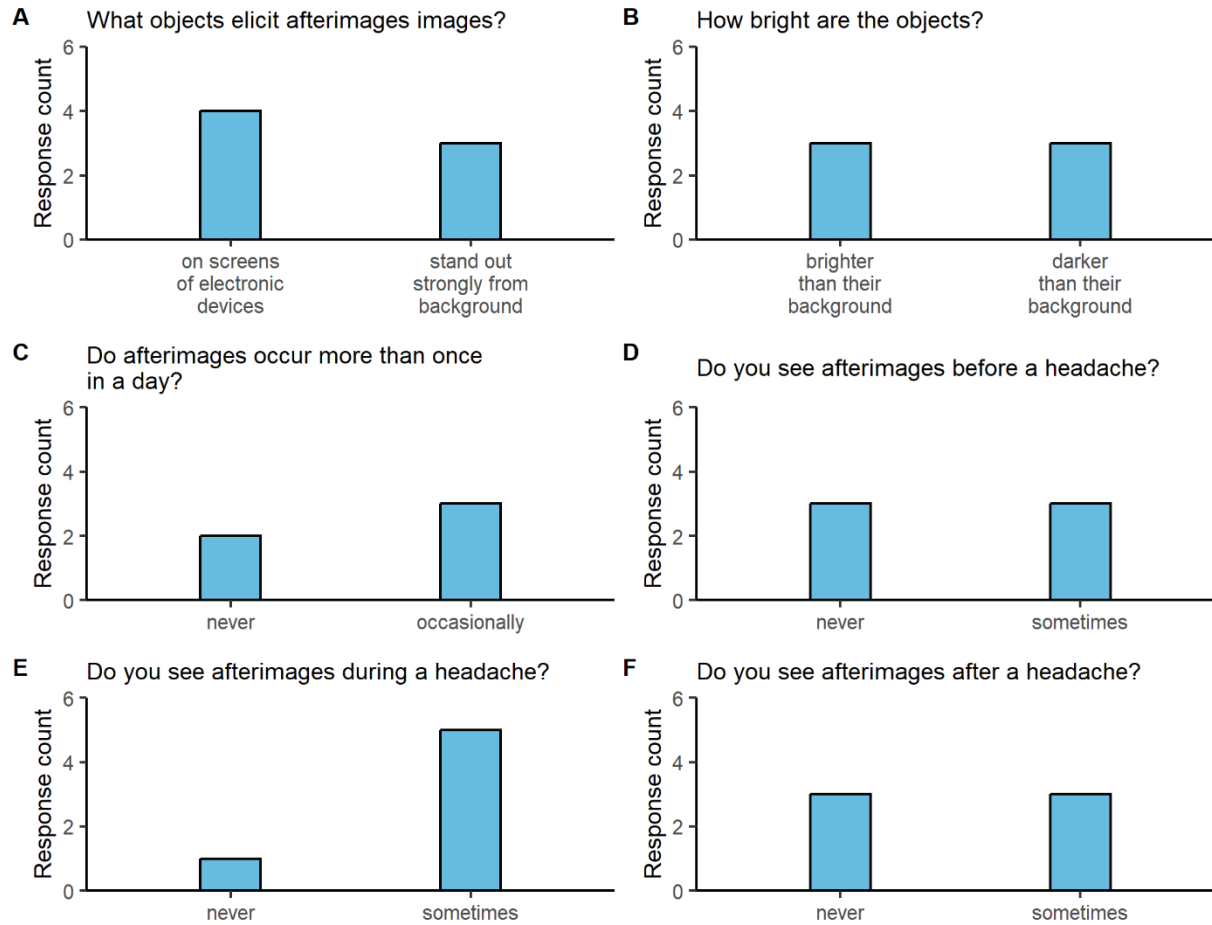 A
What objects elicit afterimages images?
Response count
6
4
2
0
on screens
of electronic
devices
stand out
strongly from
background
B
How bright are the objects?
Response count
6
4
2
0
brighter
than their
background
darker
than their
background
C
Do afterimages occur more than once
in a day?
Response count
6
4
2
0
never
occasionally
D
Do you see afterimages before a headache?
Response count
6
4
2
0
never
sometimes
E
Do you see afterimages during a headache?
Response count
6
4
2
0
never
sometimes
F
Do you see afterimages after a headache?
Response count
6
4
2
0
never
sometimes